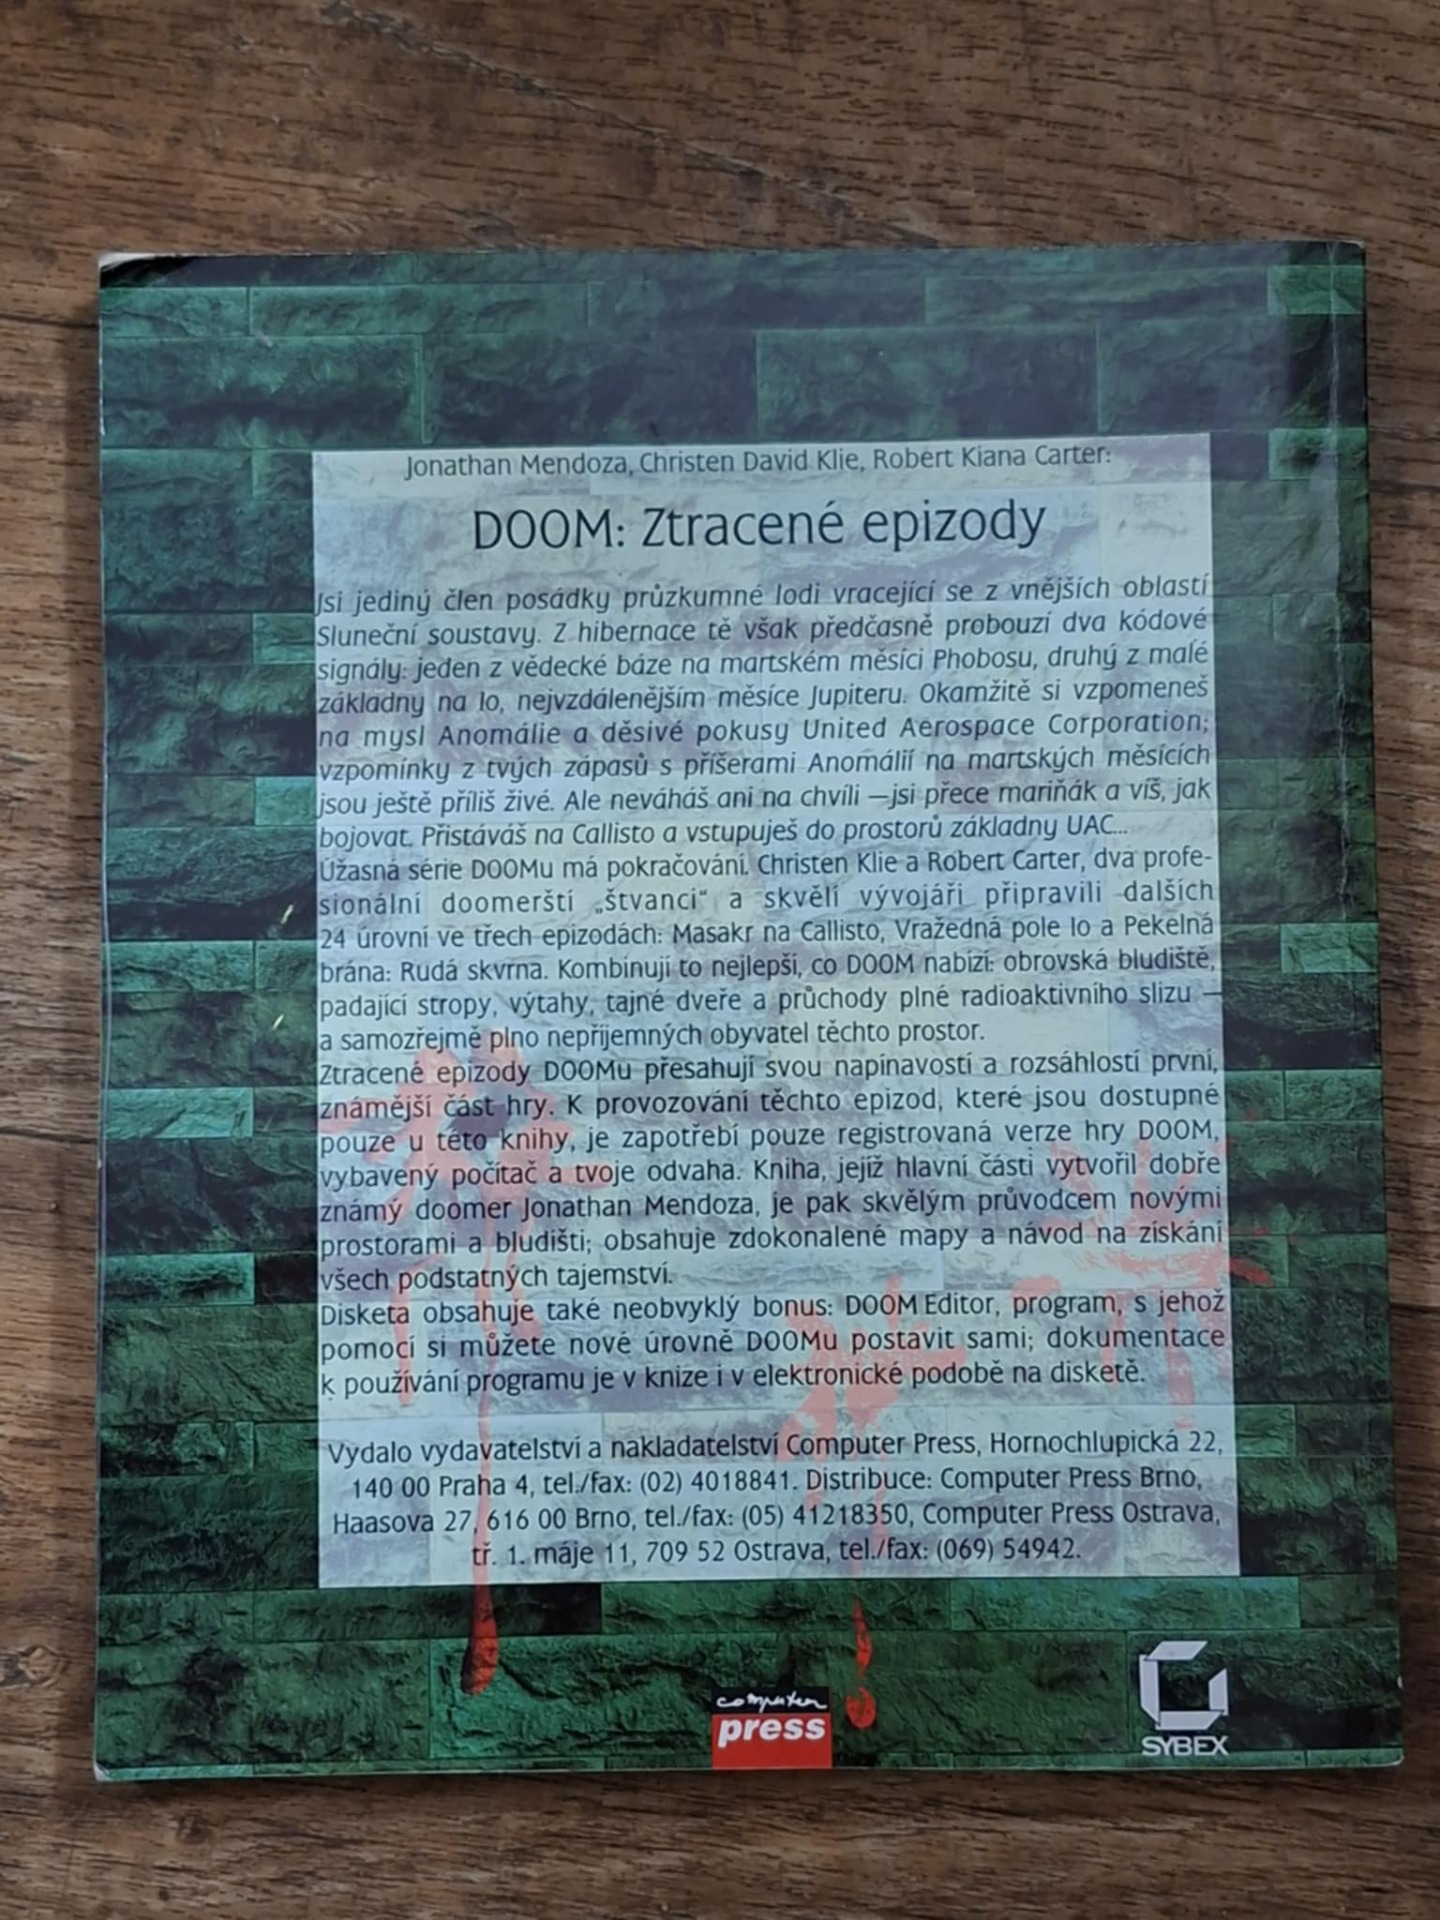 Jonathan Mendoza, Christen David Klie, Robert Kiana Carter:
DOOM: Ztracené epizody
Jsi jediný člen posádky průzkumné lodi vracející se z vnějších oblastí
Sluneční soustavy. Z hibernace tě však předčasně probouzí dva kódové
signály: jeden z vědecké báze na martském měsíci Phobosu, druhý z malé
základny na Io, nejvzdálenějším měsíce Jupiteru. Okamžitě si vzpomeneš
na mysl Anomálie a děsivé pokusy United Aerospace Corporation;
vzpomínky z tvých zápasů s příšerami Anomálií na martských měsících
jsou ještě příliš živé. Ale neváháš ani na chvíli —jsi přece mariňák a víš, jak
bojovat. Přistáváš na Callisto a vstupuješ do prostorů základny UAC...
Úžasná série DOOMu má pokračování. Christen Klie a Robert Carter, dva profe-
sionální doomerští „štvanci“ a skvělí vývojáři připravili dalších
24 úrovní ve třech epizodách: Masakr na Callisto, Vražedná pole Io a Pekelná
brána: Rudá skvrna. Kombinují to nejlepší, co DOOM nabízí: obrovská bludiště,
padající stropy, výtahy, tajné dveře a průchody plné radioaktivního slizu —
a samozřejmě plno nepříjemných obyvatel těchto prostor.
Ztracené epizody DOOMu přesahují svou napínavostí a rozsáhlostí první,
známější část hry. K provozování těchto epizod, které jsou dostupné
pouze u této knihy, je zapotřebí pouze registrovaná verze hry DOOM,
vybavený počítač a tvoje odvaha. Kniha, jejíž hlavní části vytvořil dobře
známý doomer Jonathan Mendoza, je pak skvělým průvodcem novými
prostorami a bludišti; obsahuje zdokonalené mapy a návod na získání
všech podstatných tajemství.
Disketa obsahuje také neobvyklý bonus: DOOM Editor, program, s jehož
pomocí si můžete nové úrovně DOOMu postavit sami; dokumentace
k používání programu je v knize i v elektronické podobě na disketě.
Vydalo vydavatelství a nakladatelství Computer Press, Hornochlupická 22,
140 00 Praha 4, tel./fax: (02) 4018841. Distribuce: Computer Press Brno,
Haasova 27, 616 00 Brno, tel./fax: (05) 41218350, Computer Press Ostrava,
tř. 1. máje 11, 709 52 Ostrava, tel./fax: (069) 54942.
computer
press
SYBEX